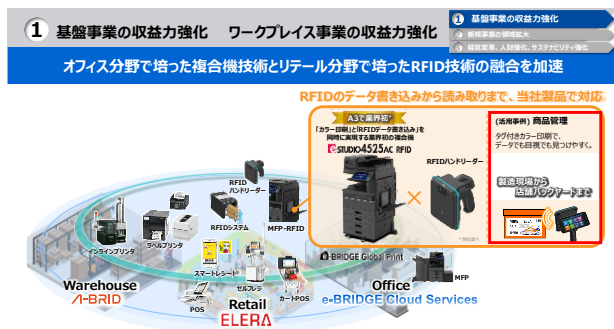 ① 基盤事業の収益力強化 ワークプレイス事業の収益力強化
① 基盤事業の収益力強化
② 新規事業の領域拡大
③ 経営変革、人財強化、サステナビリティ強化
オフィス分野で培った複合機技術とリテール分野で培ったRFID技術の融合を加速
RFIDのデータ書き込みから読み取りまで、当社製品で対応
A3で業界初*
「カラー印刷」と「RFIDデータ書き込み」を
同時に実現する業界初の複合機
e-STUDIO4525AC RFID
RFIDハンドリーダー
×
(活用事例) 商品管理
タグ付きカラー印刷で、
データでも目視でも見つけやすく。
製造現場から
店舗バックヤードまで
RFID
ハンドリーダー
MFP-RFID
RFIDシステム
ラベルプリンタ
インラインプリンタ
スマートレシート
POS
セルフレジ
カートPOS
e-BRIDGE Global Print
MFP
Warehouse
A-BRID
Retail
ELERA
Office
e-BRIDGE Cloud Services